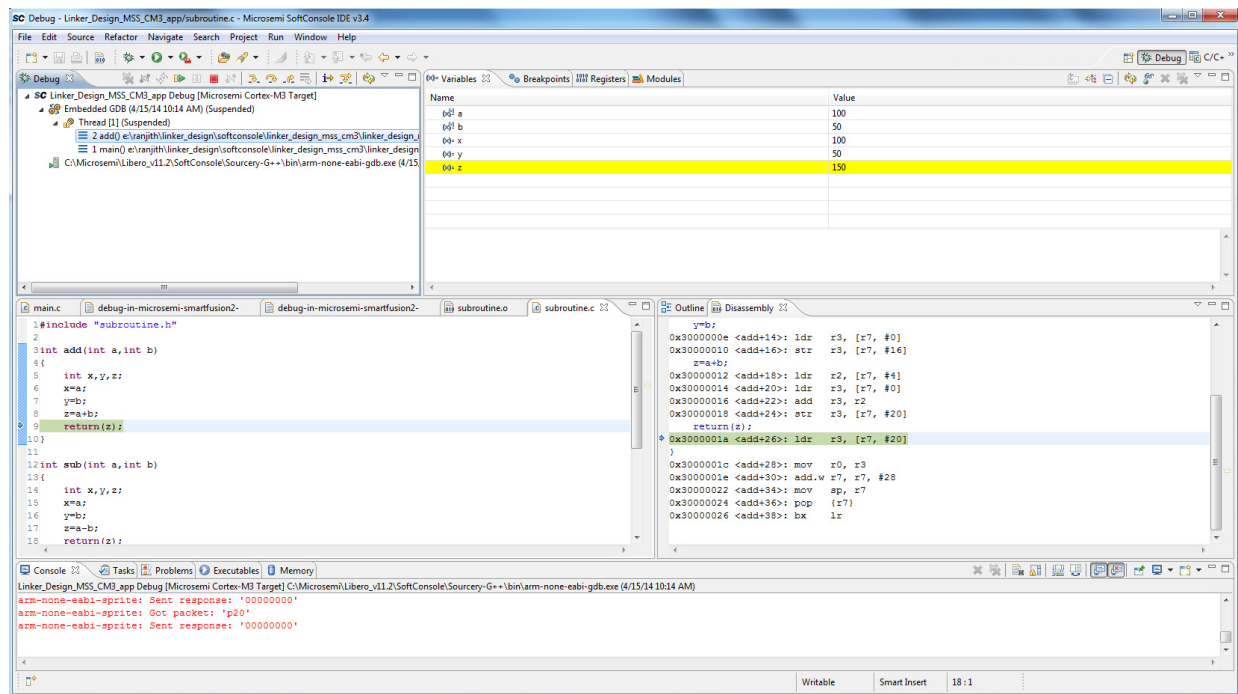 SC Debug - Linker_Design_MSS_CM3_app/subroutine.c - Microsemi SoftConsole IDE v3.4
File Edit Source Refactor Navigate Search Project Run Window Help
Debug C/C+ »
Debug
SC Linker_Design_MSS_CM3_app Debug [Microsemi Cortex-M3 Target]
Embedded GDB (4/15/14 10:14 AM) (Suspended)
Thread [1] (Suspended)
2 add() e:\ranjith\linker_design\softconsole\linker_design_mss_cm3\linker_design_
1 main() e:\ranjith\linker_design\softconsole\linker_design_mss_cm3\linker_design
C:\Microsemi\Libero_v11.2\SoftConsole\Sourcery-G++\bin\arm-none-eabi-gdb.exe (4/15
(x)= Variables Breakpoints Registers Modules
Name Value
a 100
b 50
(x)= x 100
(x)= y 50
(x)= z 150
main.c debug-in-microsemi-smartfusion2- debug-in-microsemi-smartfusion2- subroutine.o subroutine.c
1#include "subroutine.h"
2
3int add(int a,int b)
4{
5 int x,y,z;
6 x=a;
7 y=b;
8 z=a+b;
9 return(z);
10}
11
12int sub(int a,int b)
13{
14 int x,y,z;
15 x=a;
16 y=b;
17 z=a-b;
18 return(z);
Outline Disassembly
y=b;
0x3000000e <add+14>: ldr r3, [r7, #0]
0x30000010 <add+16>: str r3, [r7, #16]
z=a+b;
0x30000012 <add+18>: ldr r2, [r7, #4]
0x30000014 <add+20>: ldr r3, [r7, #0]
0x30000016 <add+22>: add r3, r2
0x30000018 <add+24>: str r3, [r7, #20]
return(z);
0x3000001a <add+26>: ldr r3, [r7, #20]
}
0x3000001c <add+28>: mov r0, r3
0x3000001e <add+30>: add.w r7, r7, #28
0x30000022 <add+34>: mov sp, r7
0x30000024 <add+36>: pop {r7}
0x30000026 <add+38>: bx lr
Console Tasks Problems Executables Memory
Linker_Design_MSS_CM3_app Debug [Microsemi Cortex-M3 Target] C:\Microsemi\Libero_v11.2\SoftConsole\Sourcery-G++\bin\arm-none-eabi-gdb.exe (4/15/14 10:14 AM)
arm-none-eabi-sprite: Sent response: '00000000'
arm-none-eabi-sprite: Got packet: 'p20'
arm-none-eabi-sprite: Sent response: '00000000'
Writable Smart Insert 18 : 1